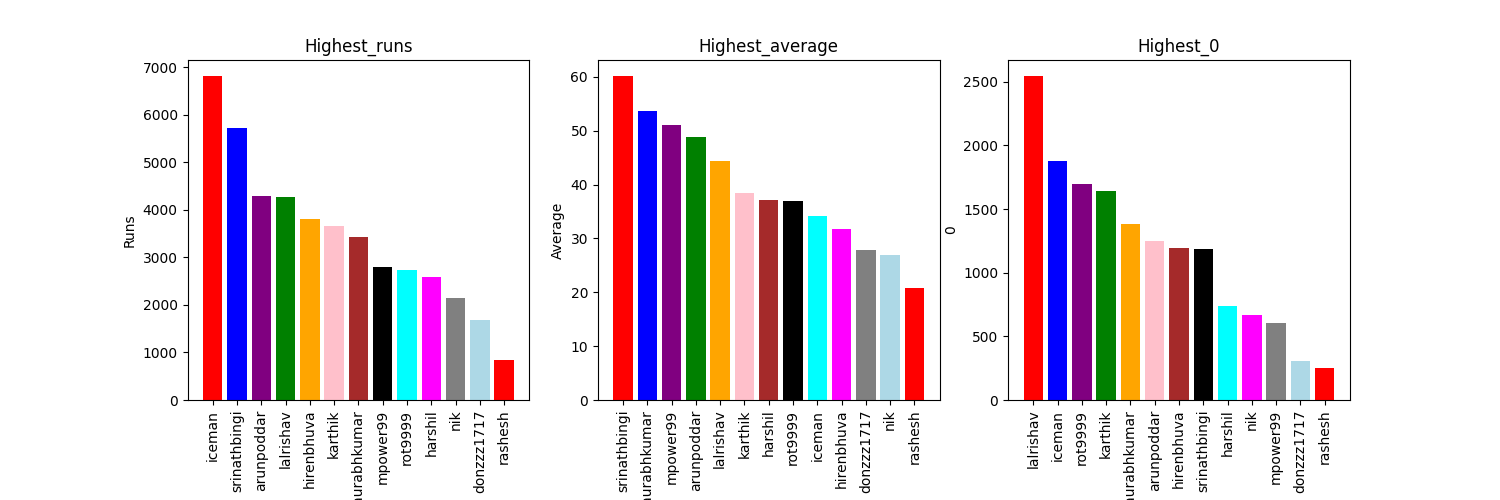 Highest_runs
Runs
7000
6000
5000
4000
3000
2000
1000
0
iceman
srinathbingi
arunpoddar
lalrishav
hirenbhuva
karthik
urabhkumar
mpower99
rot9999
harshil
nik
donzzz1717
rashesh
Highest_average
Average
60
50
40
30
20
10
0
srinathbingi
urabhkumar
mpower99
arunpoddar
lalrishav
karthik
harshil
rot9999
iceman
hirenbhuva
donzzz1717
nik
rashesh
Highest_0
0
2500
2000
1500
1000
500
0
lalrishav
iceman
rot9999
karthik
urabhkumar
arunpoddar
hirenbhuva
srinathbingi
harshil
nik
mpower99
donzzz1717
rashesh